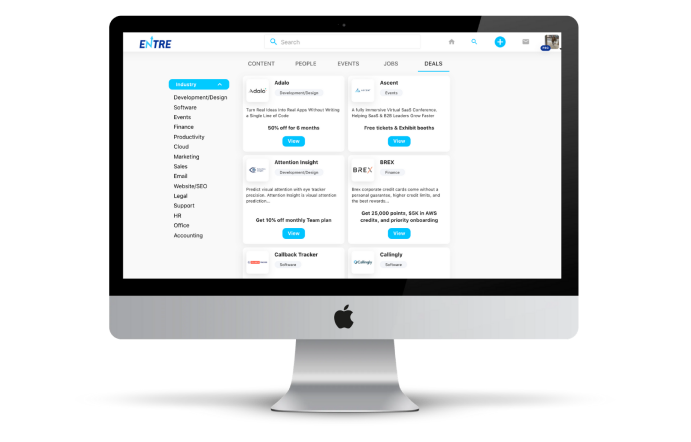 ENTRE
Search
CONTENT PEOPLE EVENTS JOBS DEALS
Industry
Development/Design
Software
Events
Finance
Productivity
Cloud
Marketing
Sales
Email
Website/SEO
Legal
Support
HR
Office
Accounting
Adalo
Adalo
Development/Design
Turn Real Ideas into Real Apps Without Writing
a Single Line of Code
50% off for 6 months
View
Ascent
Events
A fully Immersive Virtual SaaS Conference.
Helping SaaS & B2B Leaders Grow Faster
Free tickets & Exhibit booths
View
Attention Insight
Development/Design
Predict visual attention with eye tracker
precision. Attention Insight is visual attention
prediction...
Get 10% off monthly Team plan
View
BREX
BREX
Finance
Brex corporate credit cards come without a
personal guarantee, higher credit limits, and
the best rewards...
Get 25,000 points, $5K in AWS
credits, and priority onboarding
View
Callback Tracker
Software
Callingly
Callingly
Software